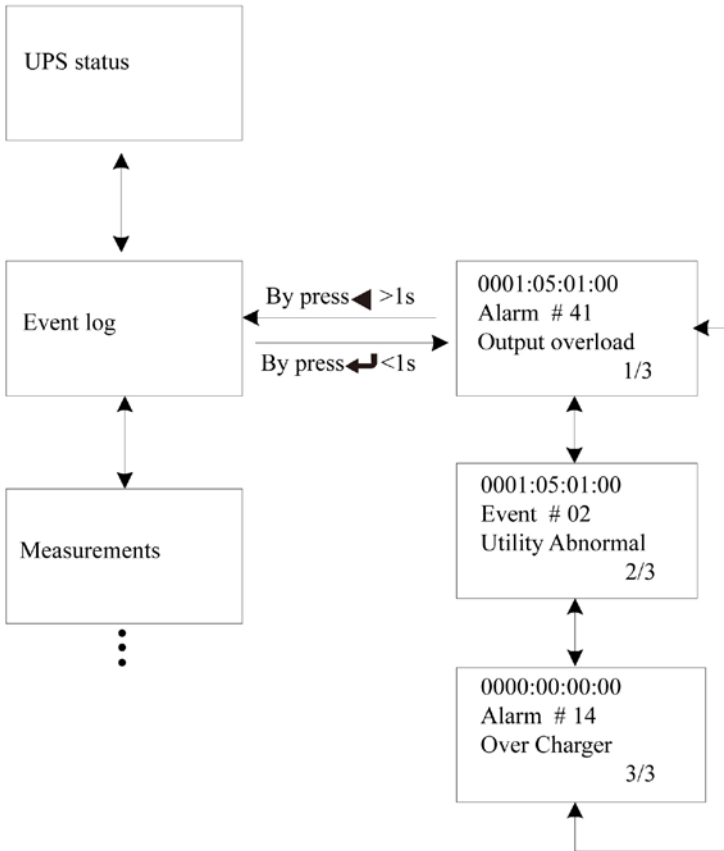 UPS status
Event log
By press >1s
By press <1s
0001:05:01:00
Alarm # 41
Output overload
1/3
0001:05:01:00
Event # 02
Utility Abnormal
2/3
Measurements
0000:00:00:00
Alarm # 14
Over Charger
3/3